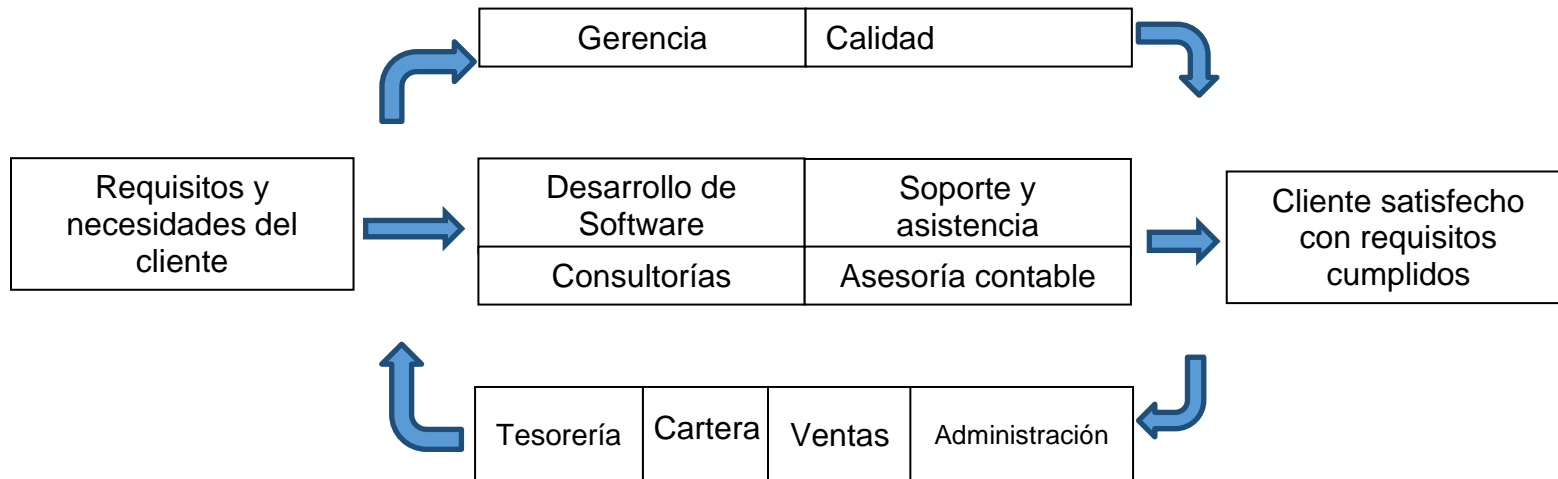 Gerencia
Calidad
Requisitos y
necesidades del
cliente
Desarrollo de
Software
Soporte y
asistencia
Consultorías
Asesoría contable
Cliente satisfecho
con requisitos
cumplidos
Tesorería
Cartera
Ventas
Administración